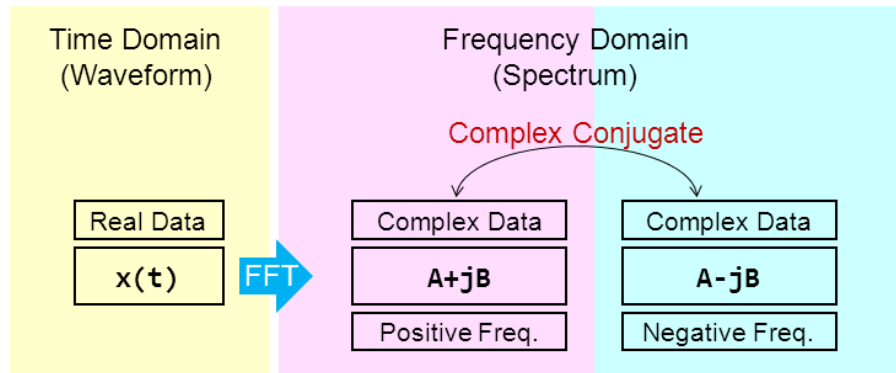 Time Domain
(Waveform)
Frequency Domain
(Spectrum)
Complex Conjugate
Real Data
Complex Data
Complex Data
x(t)
FFT
A+jB
A-jB
Positive Freq.
Negative Freq.